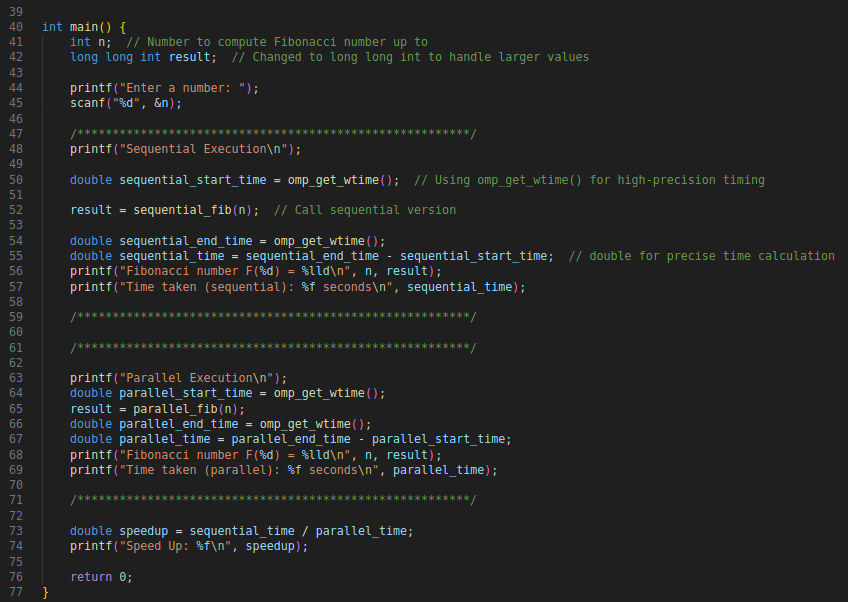 39
40 int main() {
41     int n;  // Number to compute Fibonacci number up to
42     long long int result;  // Changed to long long int to handle larger values
43
44     printf("Enter a number: ");
45     scanf("%d", &n);
46
47     /********************************************************/
48     printf("Sequential Execution\n");
49
50     double sequential_start_time = omp_get_wtime();  // Using omp_get_wtime() for high-precision timing
51
52     result = sequential_fib(n);  // Call sequential version
53
54     double sequential_end_time = omp_get_wtime();
55     double sequential_time = sequential_end_time - sequential_start_time;  // double for precise time calculation
56     printf("Fibonacci number F(%d) = %lld\n", n, result);
57     printf("Time taken (sequential): %f seconds\n", sequential_time);
58
59     /********************************************************/
60
61     /********************************************************/
62
63     printf("Parallel Execution\n");
64     double parallel_start_time = omp_get_wtime();
65     result = parallel_fib(n);
66     double parallel_end_time = omp_get_wtime();
67     double parallel_time = parallel_end_time - parallel_start_time;
68     printf("Fibonacci number F(%d) = %lld\n", n, result);
69     printf("Time taken (parallel): %f seconds\n", parallel_time);
70
71     /********************************************************/
72
73     double speedup = sequential_time / parallel_time;
74     printf("Speed Up: %f\n", speedup);
75
76     return 0;
77 }